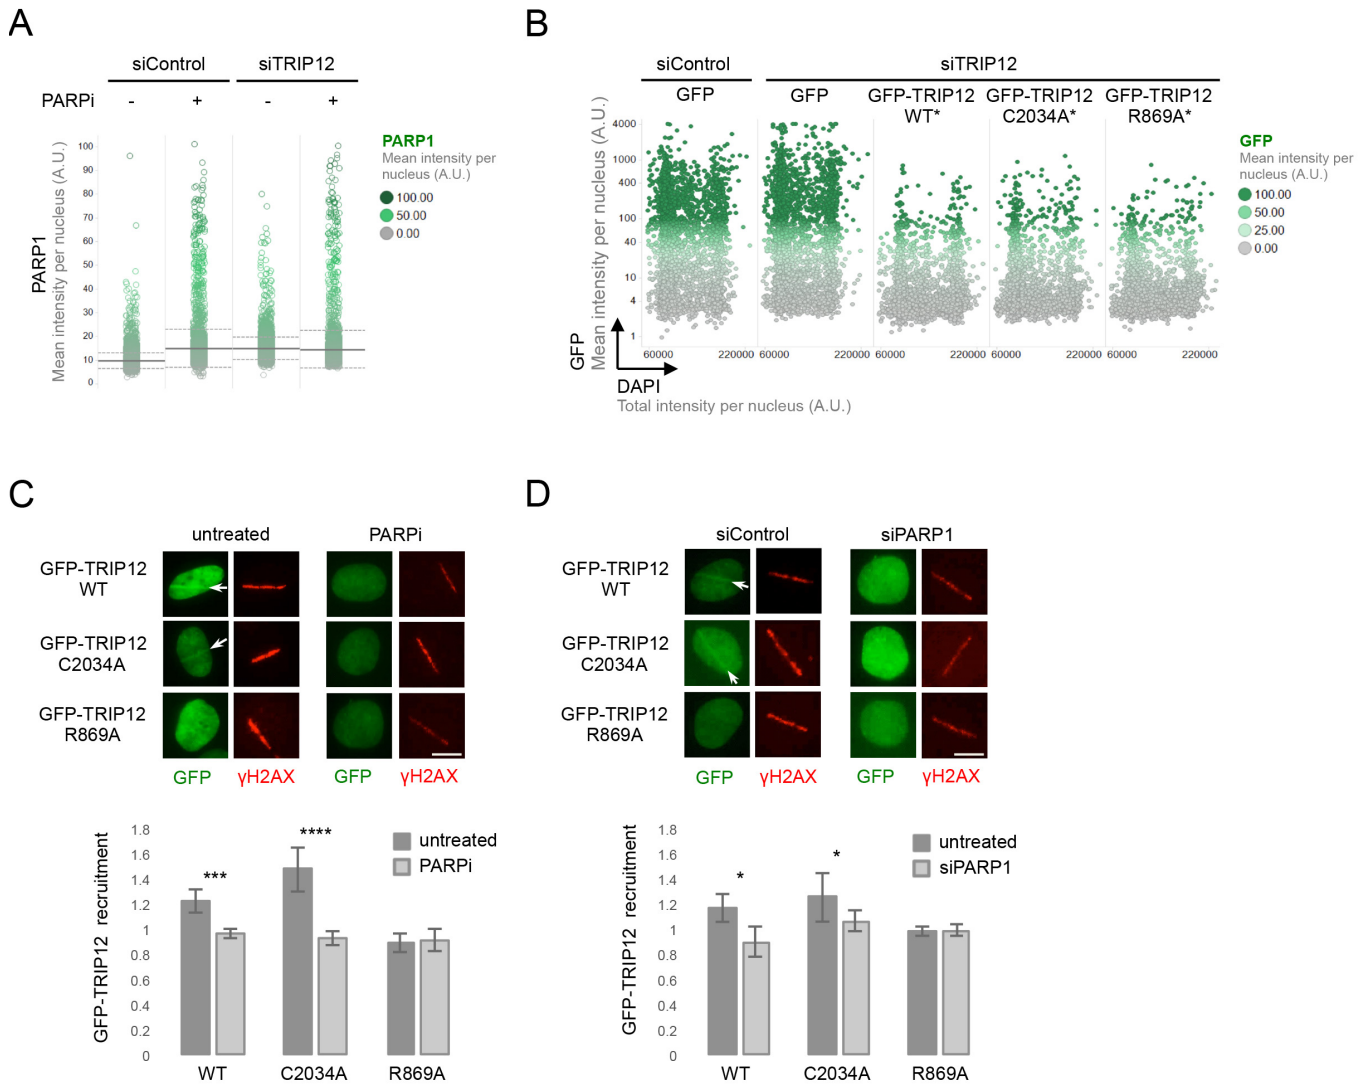 A
siControl
siTRIP12
PARPi
-
+
-
+
PARP1
Mean intensity per nucleus (A.U.)
100
90
80
70
60
50
40
30
20
10
0
PARP1
Mean intensity per
nucleus (A.U.)
100.00
50.00
0.00
B
siControl
siTRIP12
GFP
GFP
GFP-TRIP12
WT*
GFP-TRIP12
C2034A*
GFP-TRIP12
R869A*
GFP
Mean intensity per nucleus (A.U.)
4000
1000
400
100
40
10
4
1
60000
220000
60000
220000
60000
220000
60000
220000
60000
220000
DAPI
Total intensity per nucleus (A.U.)
GFP
Mean intensity per
nucleus (A.U.)
100.00
50.00
25.00
0.00
C
untreated
PARPi
GFP-TRIP12
WT
GFP-TRIP12
C2034A
GFP-TRIP12
R869A
GFP
γH2AX
GFP
γH2AX
GFP-TRIP12 recruitment
1.8
1.6
1.4
1.2
1
0.8
0.6
0.4
0.2
0
***
****
untreated
PARPi
WT
C2034A
R869A
D
siControl
siPARP1
GFP-TRIP12
WT
GFP-TRIP12
C2034A
GFP-TRIP12
R869A
GFP
γH2AX
GFP
γH2AX
GFP-TRIP12 recruitment
1.8
1.6
1.4
1.2
1
0.8
0.6
0.4
0.2
0
*
*
untreated
siPARP1
WT
C2034A
R869A